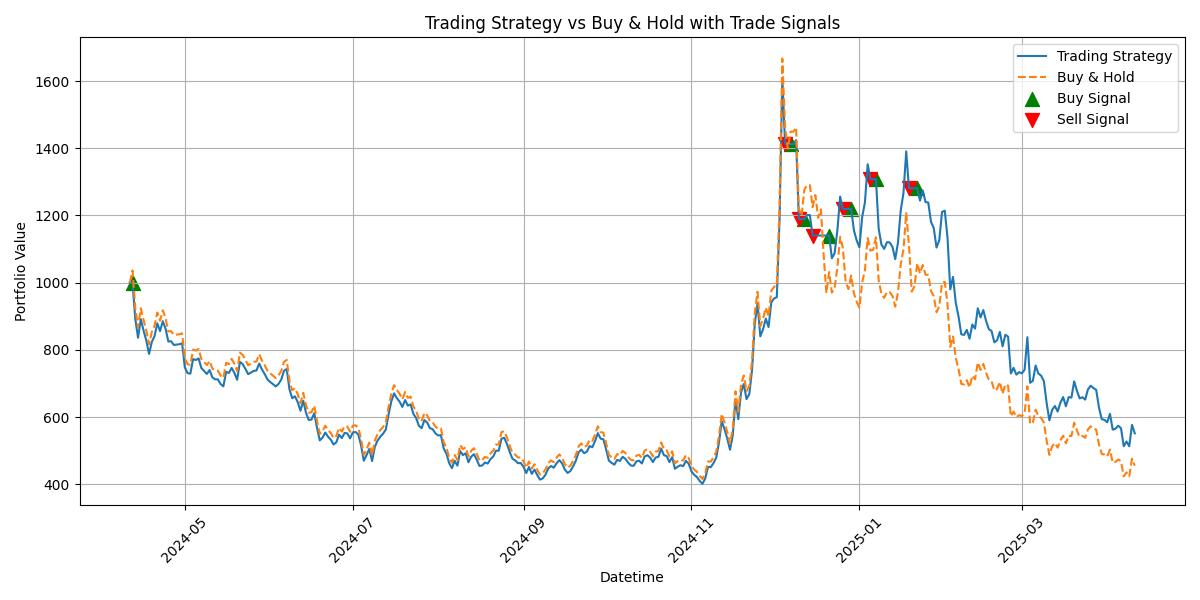 Trading Strategy vs Buy & Hold with Trade Signals
Trading Strategy
Buy & Hold
Buy Signal
Sell Signal
Portfolio Value
1600
1400
1200
1000
800
600
400
2024-05
2024-07
2024-09
2024-11
2025-01
2025-03
Datetime